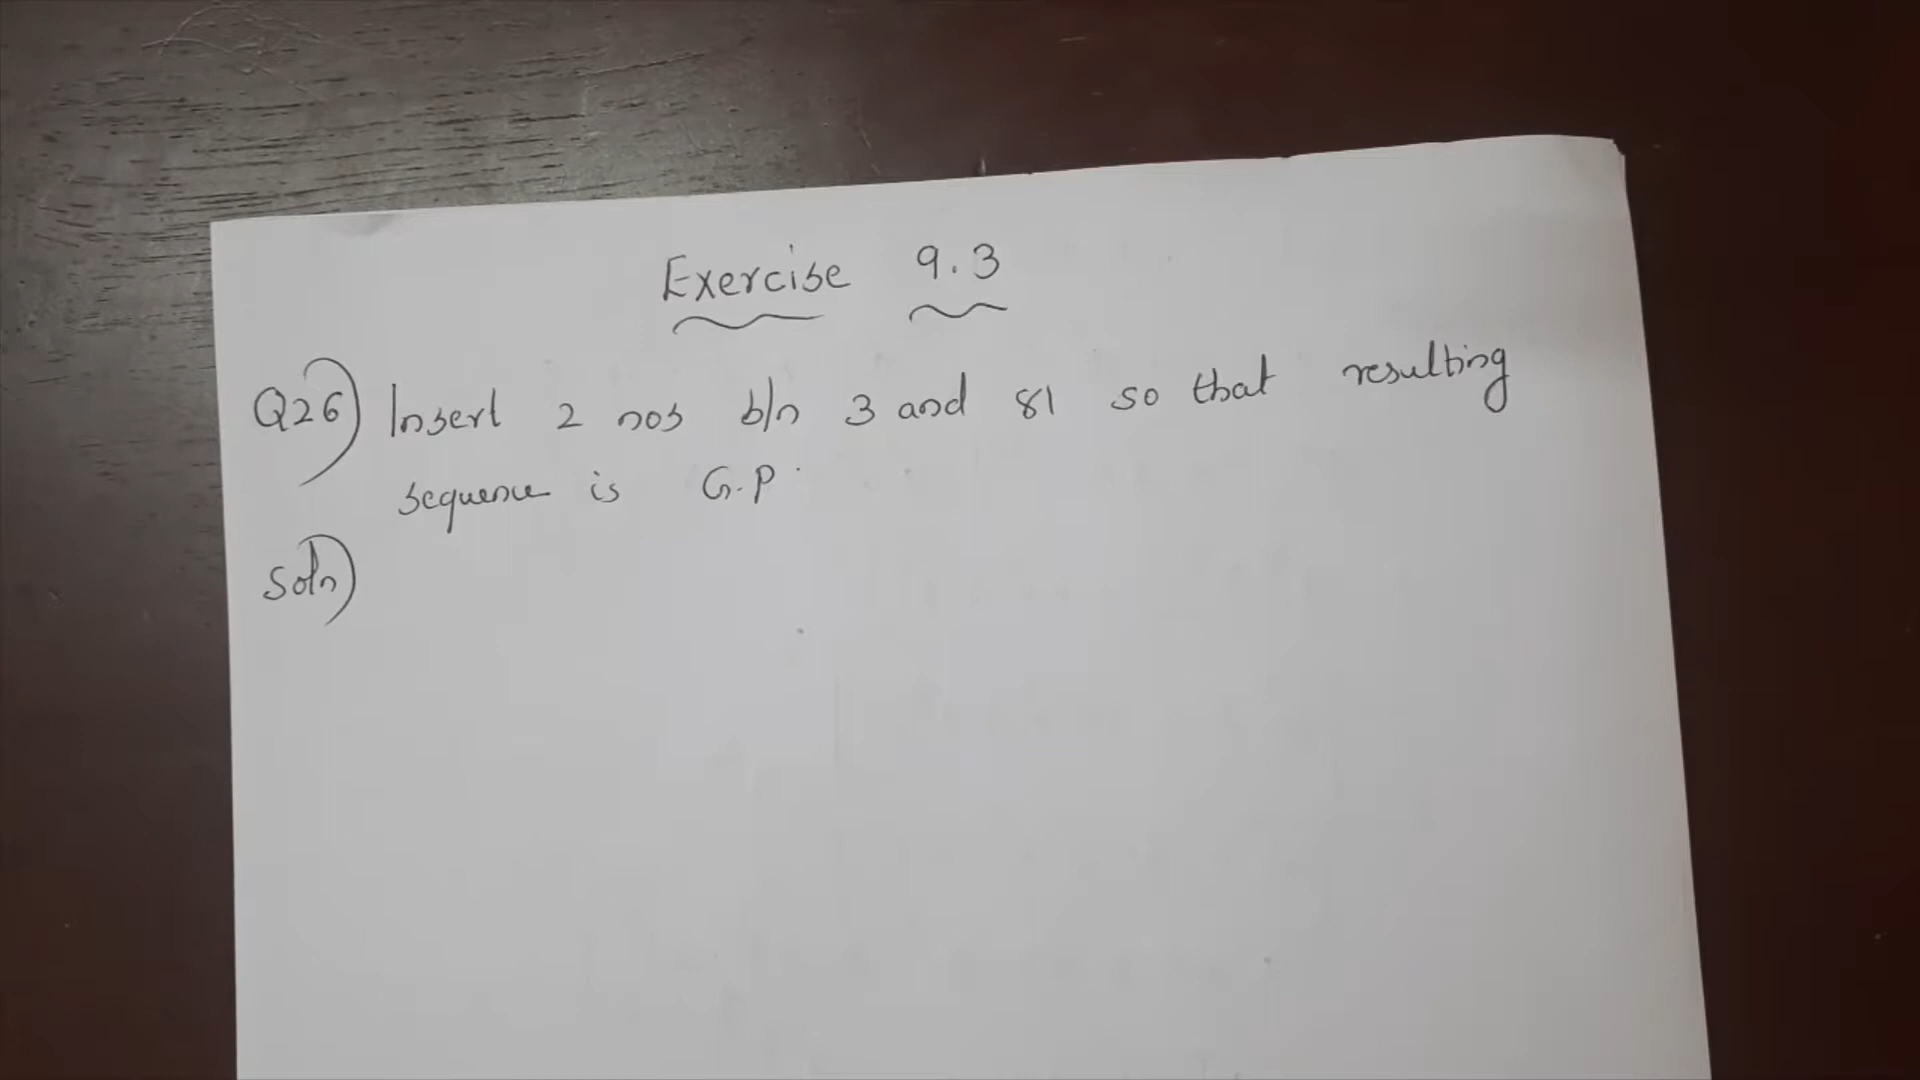 Exercise 9.3
Q26) Insert 2 nos b/n 3 and 81 so that resulting
sequence is G.P.
Soln)